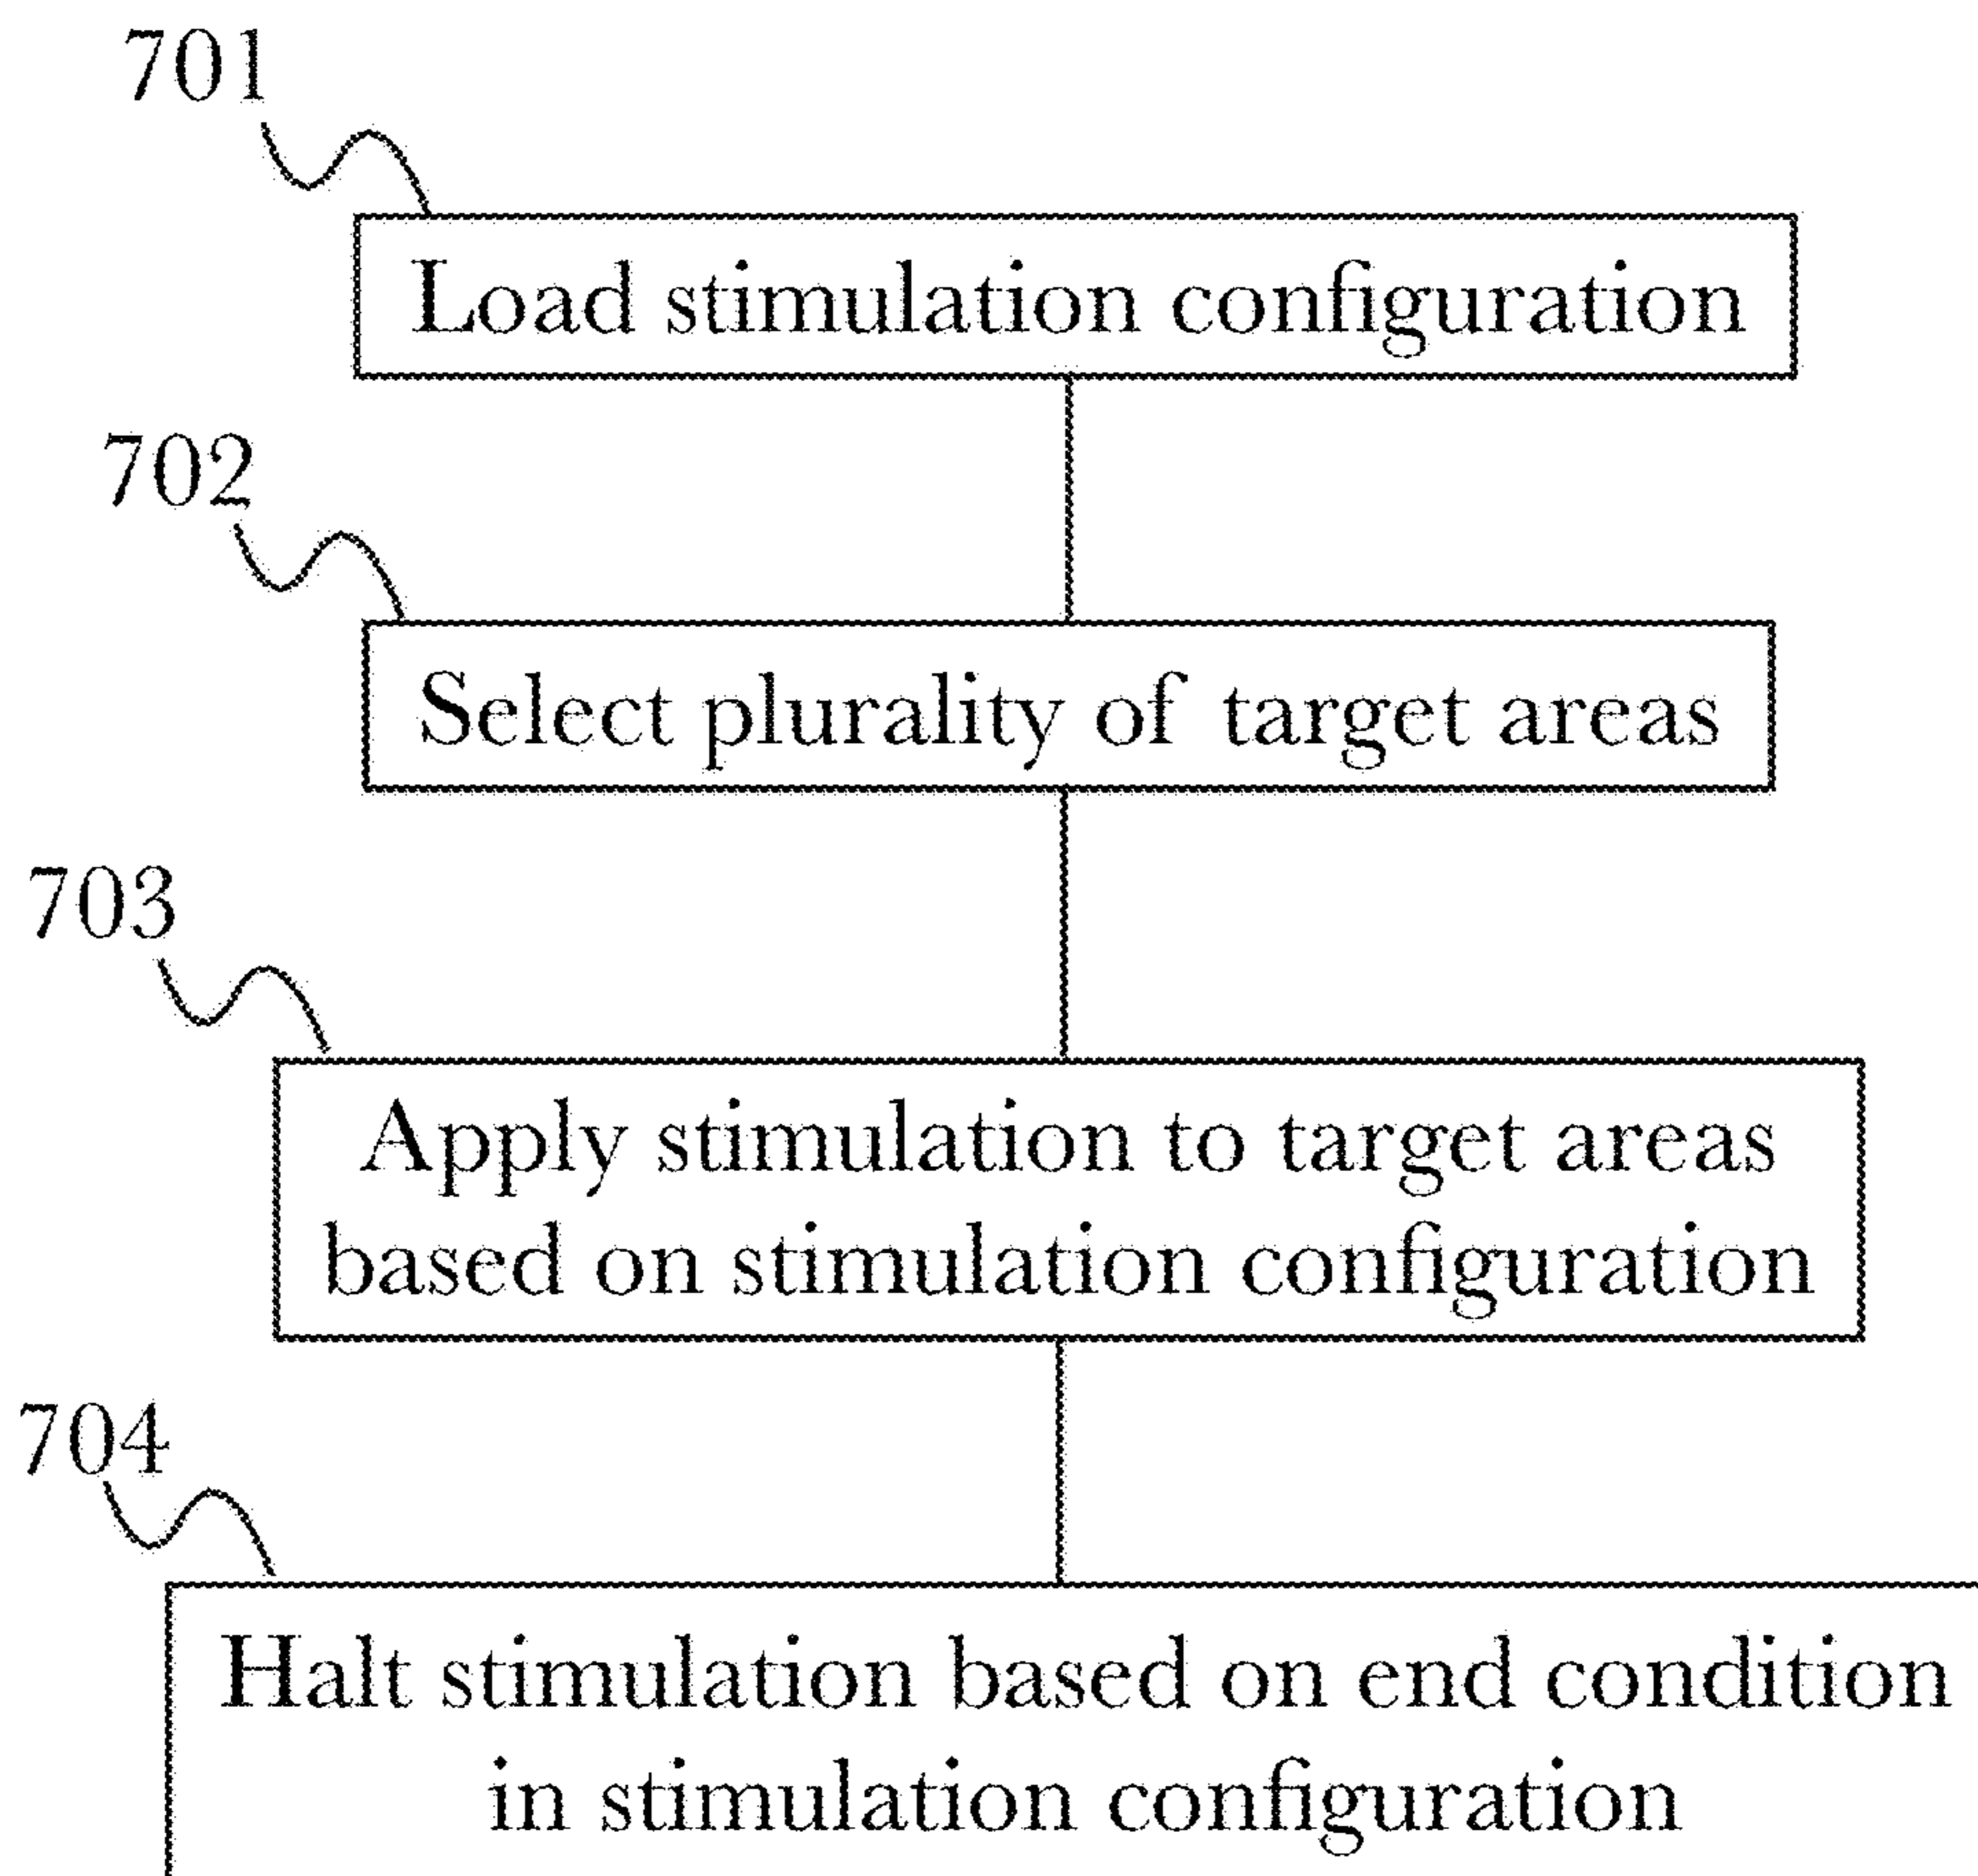 701
Load stimulation configuration
702
Select plurality of target areas
703
Apply stimulation to target areas
based on stimulation configuration
704
Halt stimulation based on end condition
in stimulation configuration